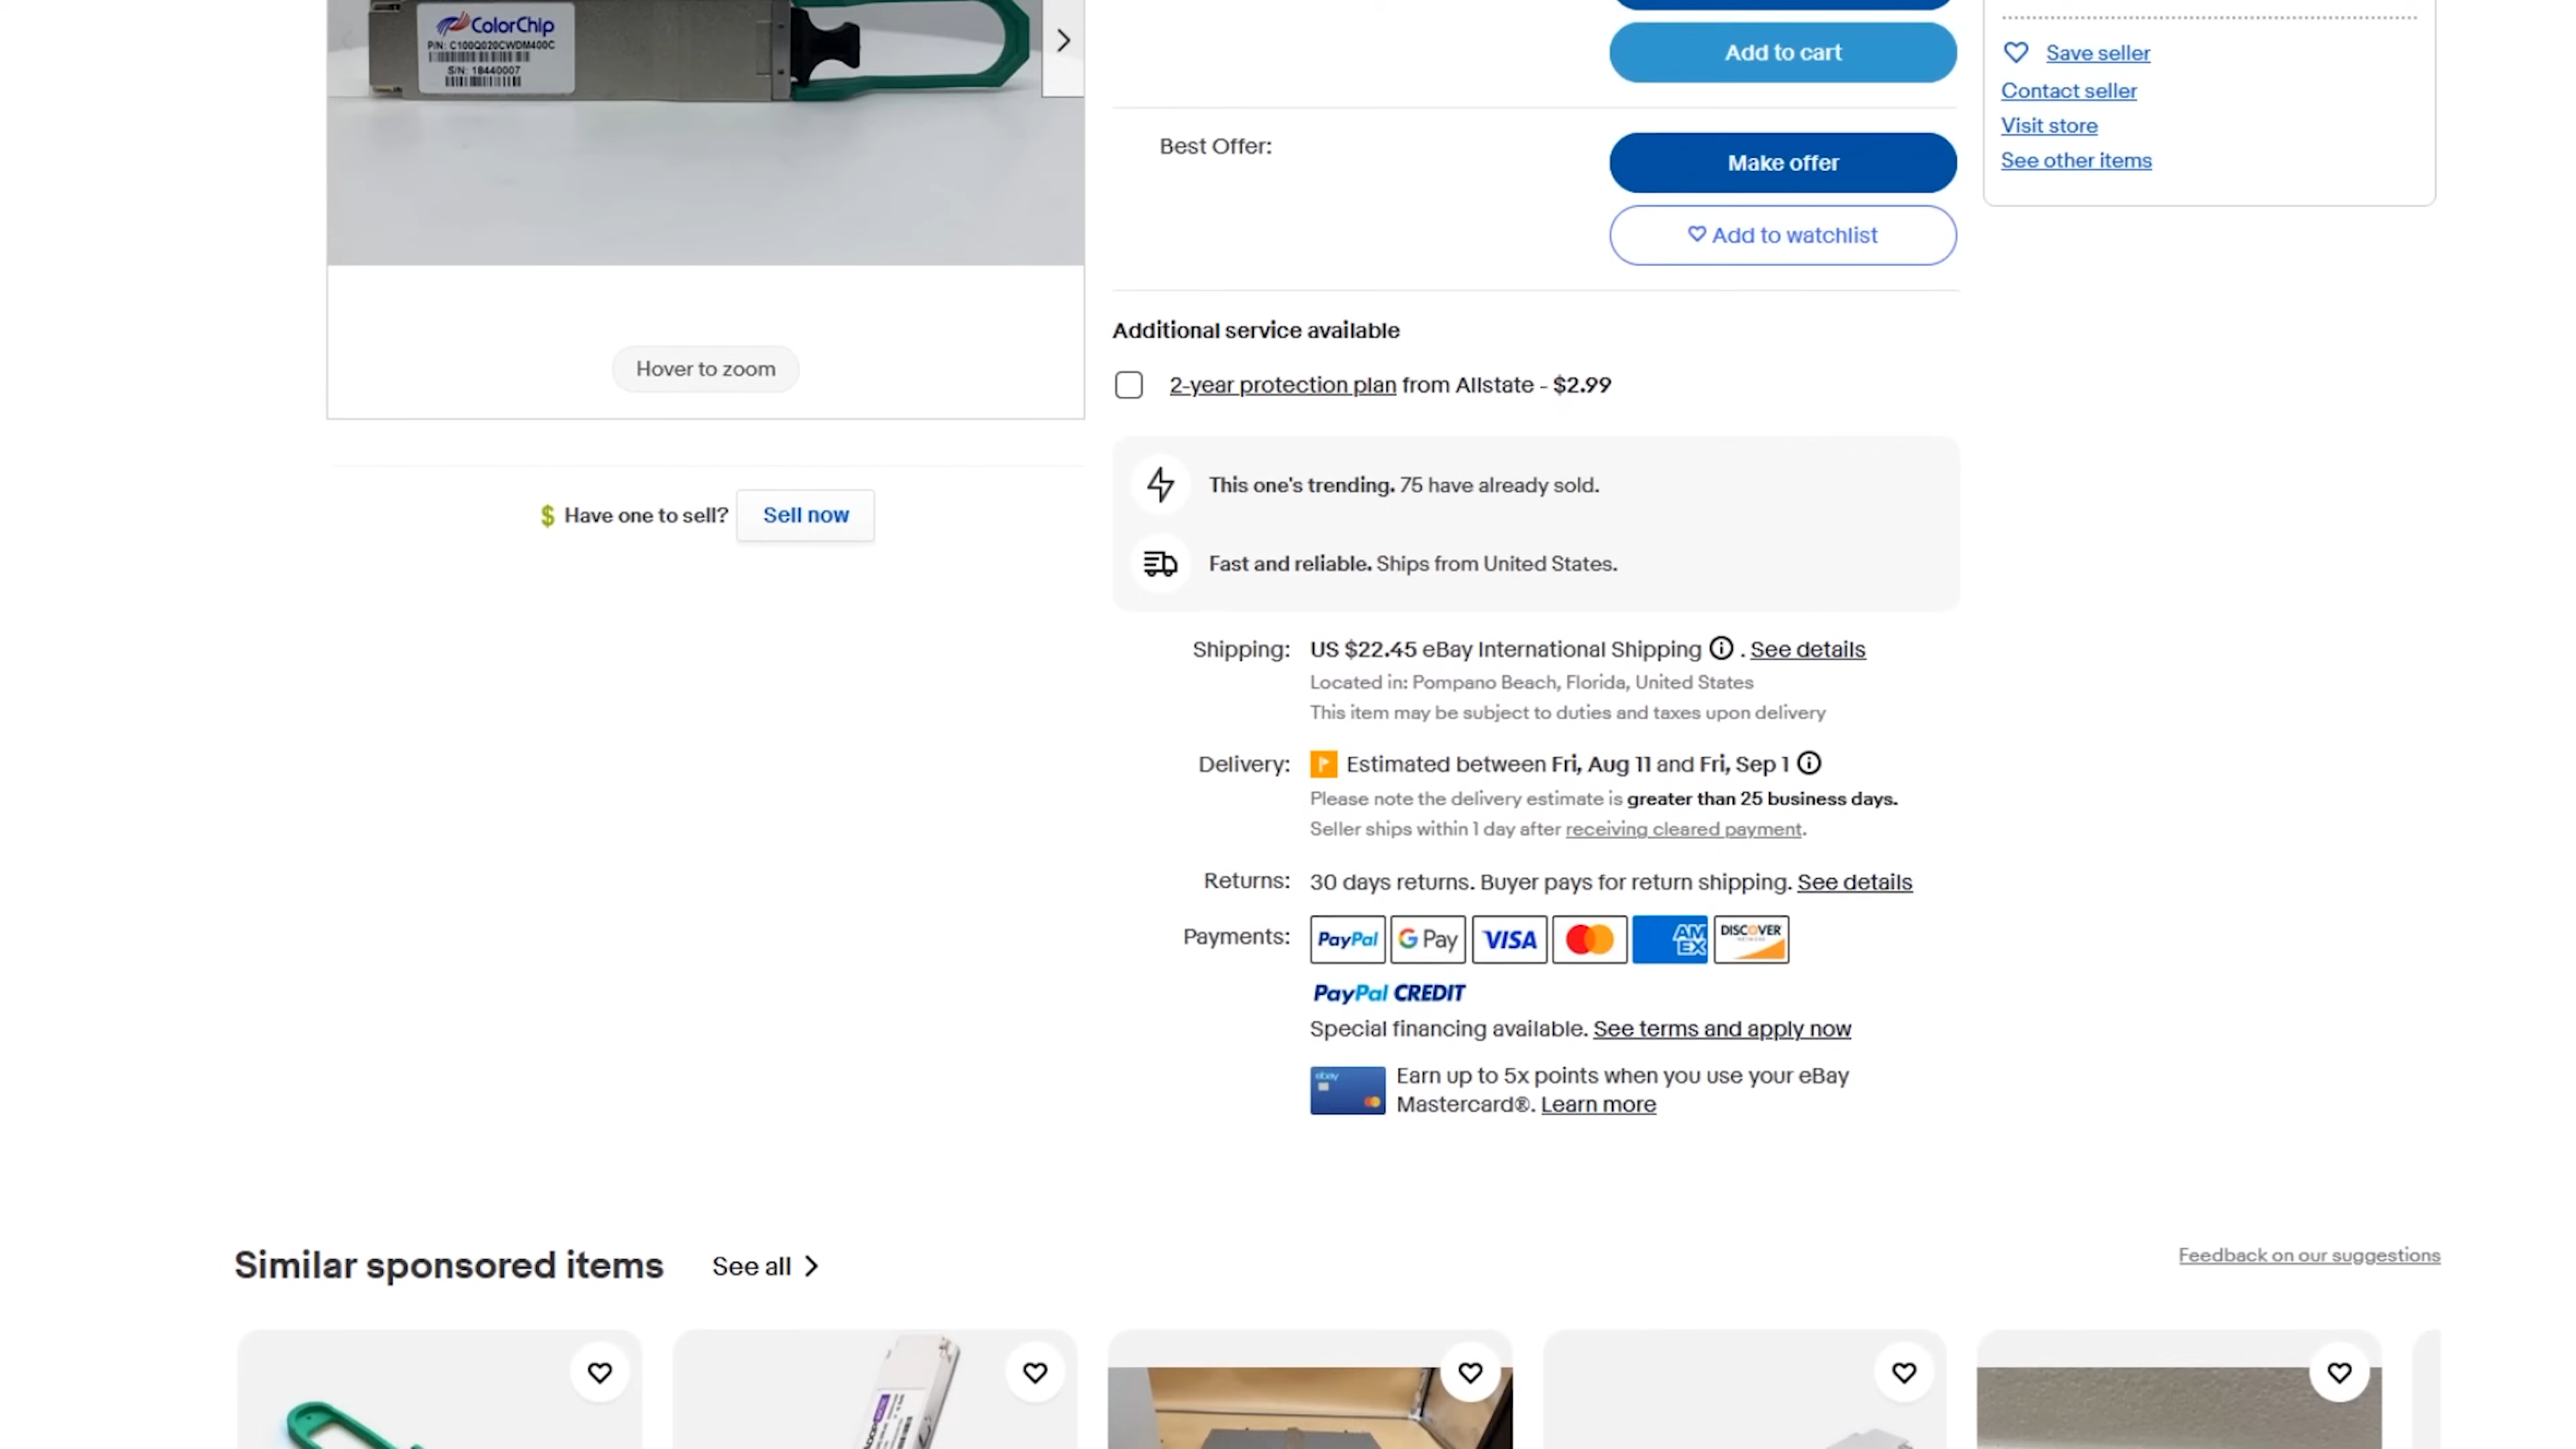 ColorChip
P/N: C100Q020CWDM400C
S/N: 18440007
Hover to zoom
$ Have one to sell? Sell now
Add to cart
Best Offer:
Make offer
Add to watchlist
Additional service available
2-year protection plan from Allstate - $2.99
This one's trending. 75 have already sold.
Fast and reliable. Ships from United States.
Shipping: US $22.45 eBay International Shipping . See details
Located in: Pompano Beach, Florida, United States
This item may be subject to duties and taxes upon delivery
Delivery: Estimated between Fri, Aug 11 and Fri, Sep 1
Please note the delivery estimate is greater than 25 business days.
Seller ships within 1 day after receiving cleared payment.
Returns: 30 days returns. Buyer pays for return shipping. See details
Payments: PayPal G Pay VISA AM EX DISCOVER NETWORK
PayPal CREDIT
Special financing available. See terms and apply now
ebay
Earn up to 5x points when you use your eBay
Mastercard®. Learn more
Save seller
Contact seller
Visit store
See other items
Similar sponsored items See all
Feedback on our suggestions